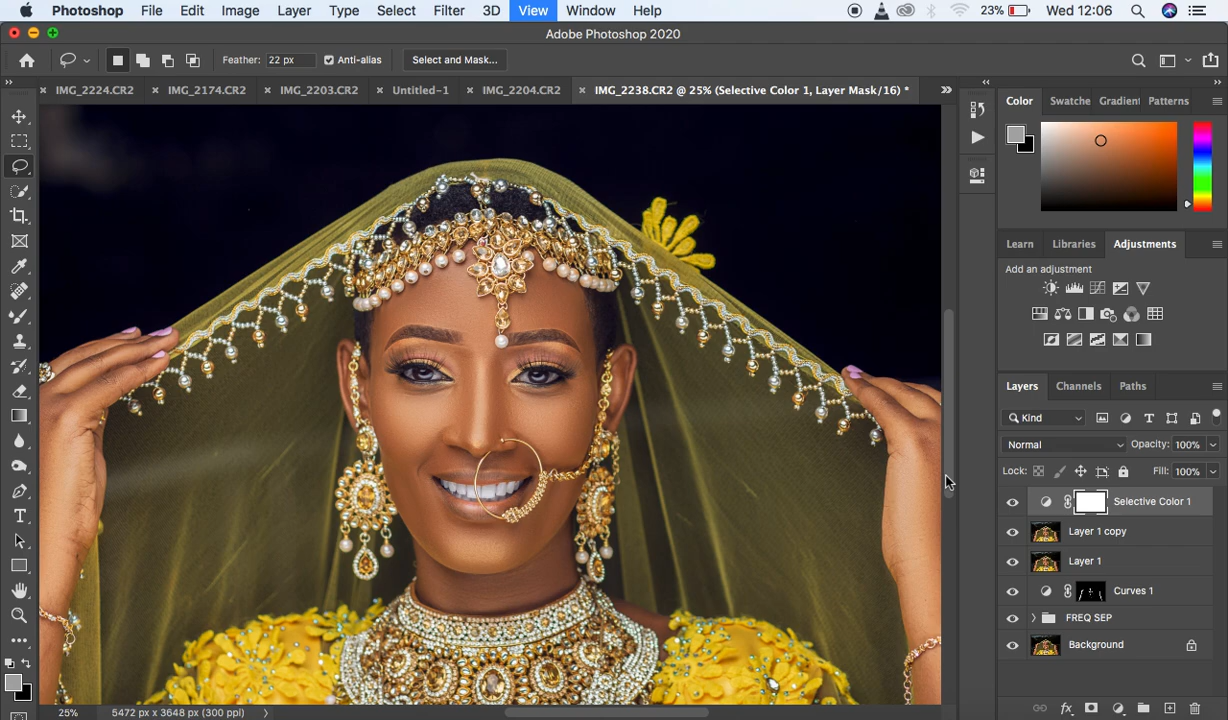 Photoshop File Edit Image Layer Type Select Filter 3D View Window Help 23% Wed 12:06
Adobe Photoshop 2020
Feather: 22 px Anti-alias Select and Mask...
IMG_2224.CR2 IMG_2174.CR2 IMG_2203.CR2 Untitled-1 IMG_2204.CR2 IMG_2238.CR2 @ 25% (Selective Color 1, Layer Mask/16) *
Color Swatche Gradient Patterns
Learn Libraries Adjustments
Add an adjustment
Layers Channels Paths
Kind
Normal Opacity: 100%
Lock: Fill: 100%
Selective Color 1
Layer 1 copy
Layer 1
Curves 1
FREQ SEP
Background
25% 5472 px x 3648 px (300 ppi)